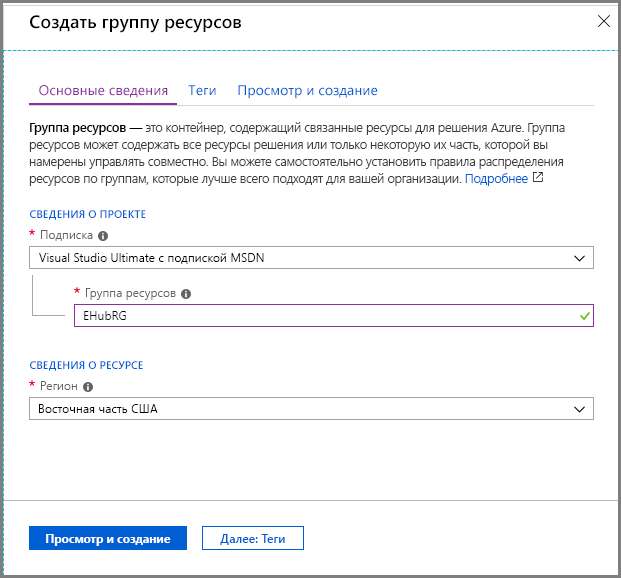 Создать группу ресурсов
Основные сведения Теги Просмотр и создание
Группа ресурсов — это контейнер, содержащий связанные ресурсы для решения Azure. Группа
ресурсов может содержать все ресурсы решения или только некоторую их часть, которой вы
намерены управлять совместно. Вы можете самостоятельно установить правила распределения
ресурсов по группам, которые лучше всего подходят для вашей организации. Подробнее
СВЕДЕНИЯ О ПРОЕКТЕ
* Подписка
Visual Studio Ultimate с подпиской MSDN
* Группа ресурсов
EHubRG
СВЕДЕНИЯ О РЕСУРСЕ
* Регион
Восточная часть США
Просмотр и создание Далее: Теги